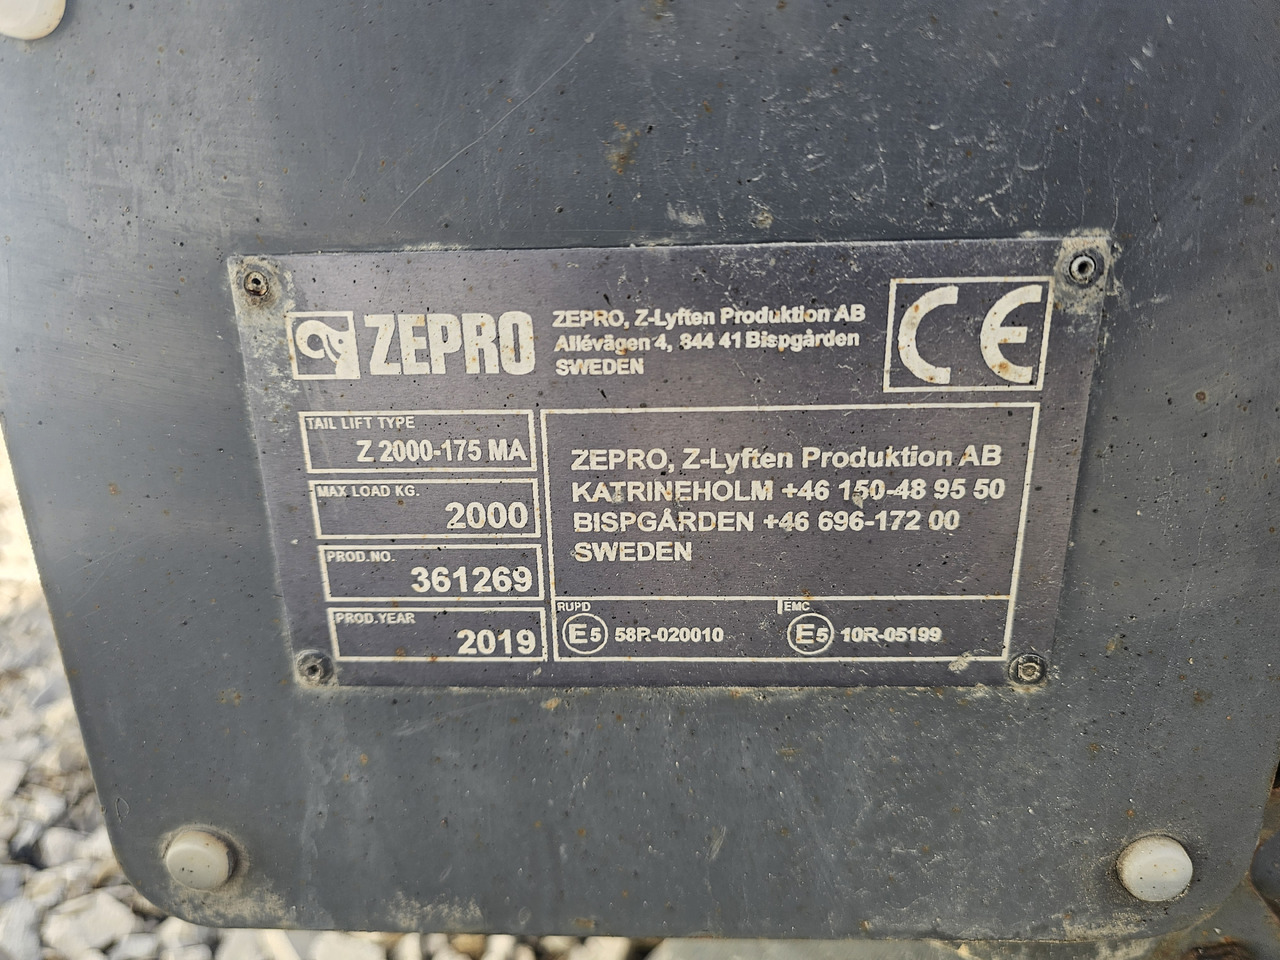 ZEPRO
ZEPRO, Z-Lyften Produktion AB
Allévägen 4, 844 41 Bispgården
SWEDEN
CE
TAIL LIFT TYPE
Z 2000-175 MA
MAX LOAD KG.
2000
PROD.NO.
361269
PROD.YEAR
2019
ZEPRO, Z-Lyften Produktion AB
KATRINEHOLM +46 150-48 95 50
BISPGÅRDEN +46 696-172 00
SWEDEN
RUPD
E5 58R-020010
EMC
E5 10R-05199